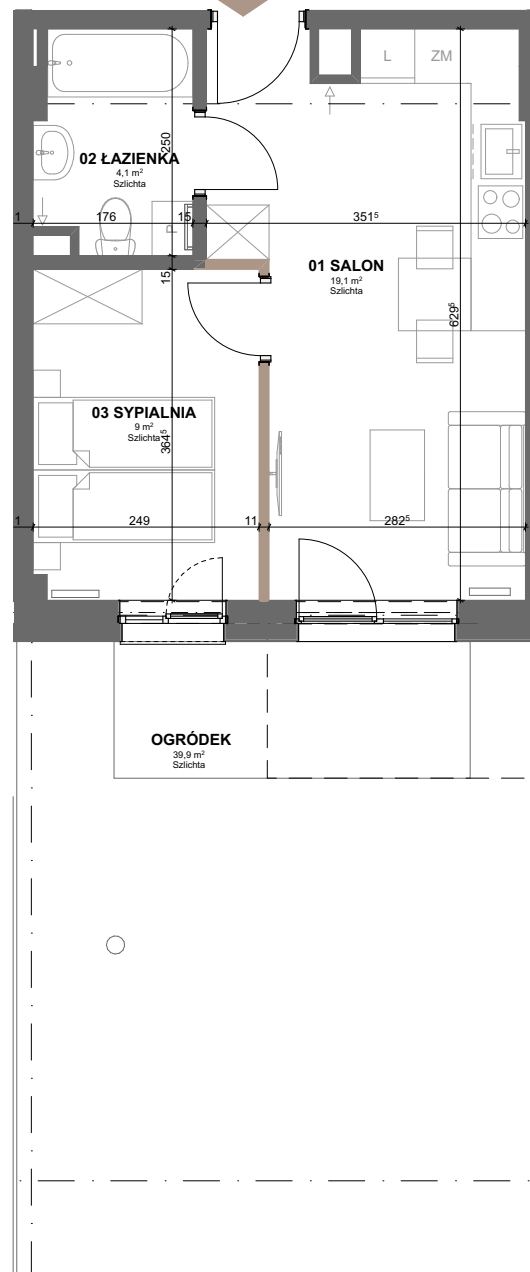 L
ZM
02 ŁAZIENKA
4,1 m²
Szlichta
250
1
176
15
P
351⁵
01 SALON
19,1 m²
Szlichta
15
629⁵
03 SYPIALNIA
9 m²
Szlichta
364⁵
1
249
11
282⁵
OGRÓDEK
39,9 m²
Szlichta